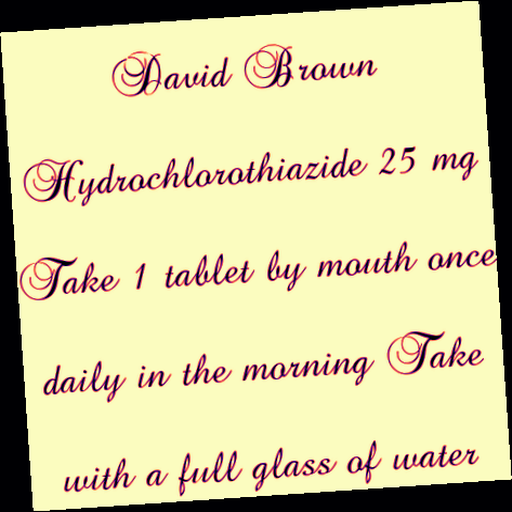 David Brown
Hydrochlorothiazide 25 mg
Take 1 tablet by mouth once
daily in the morning Take
with a full glass of water